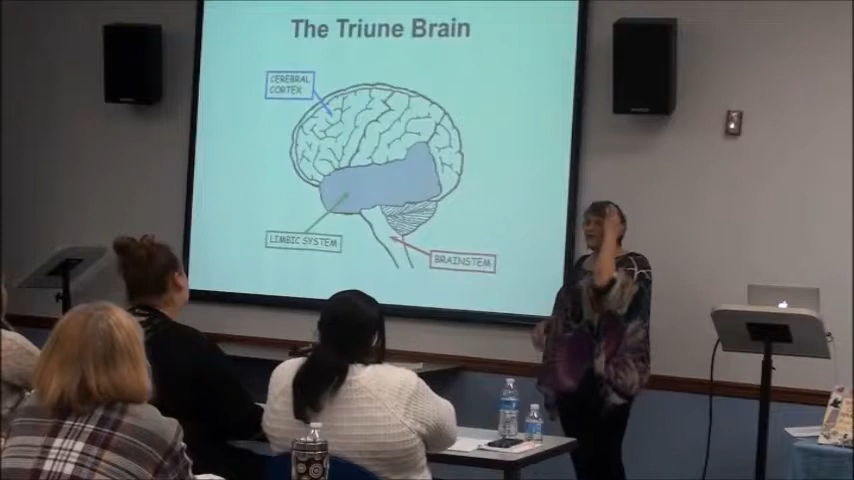 The Triune Brain
CEREBRAL
CORTEX
LIMBIC SYSTEM
BRAINSTEM